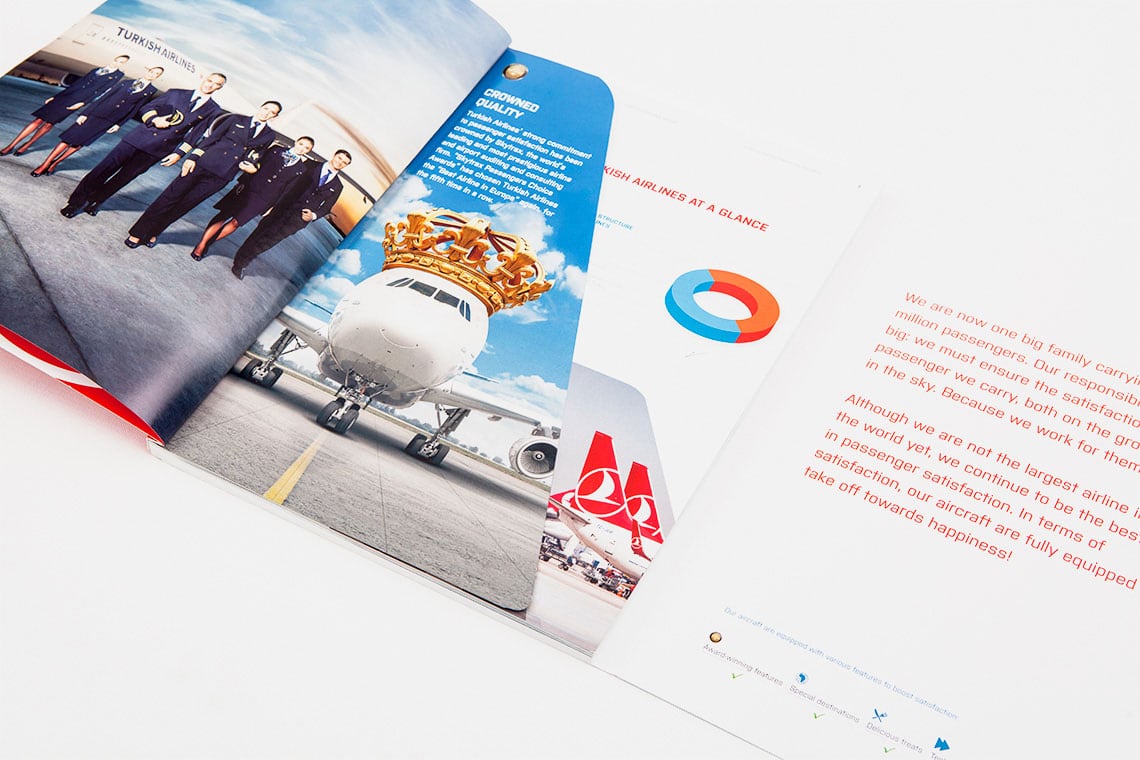 TURKISH AIRLINES
CROWNED
QUALITY
Turkish Airlines' strong commitment
to passenger satisfaction has been
crowned by Skytrax, the world's
leading and most prestigious airline
and airport auditing and consulting
firm. "Skytrax Passengers Choice
Awards" has chosen Turkish Airlines
the "Best Airline in Europe" again, for
the fifth time in a row.
KISH AIRLINES AT A GLANCE
STRUCTURE
LINES
We are now one big family carryin
million passengers. Our responsib
big: we must ensure the satisfactio
passenger we carry, both on the gro
in the sky. Because we work for them
Although we are not the largest airline i
the world yet, we continue to be the bes
in passenger satisfaction. In terms of
satisfaction, our aircraft are fully equipped
take off towards happiness!
Our aircraft are equipped with various features to boost satisfaction:
Award-winning features
Special destinations
Delicious treats